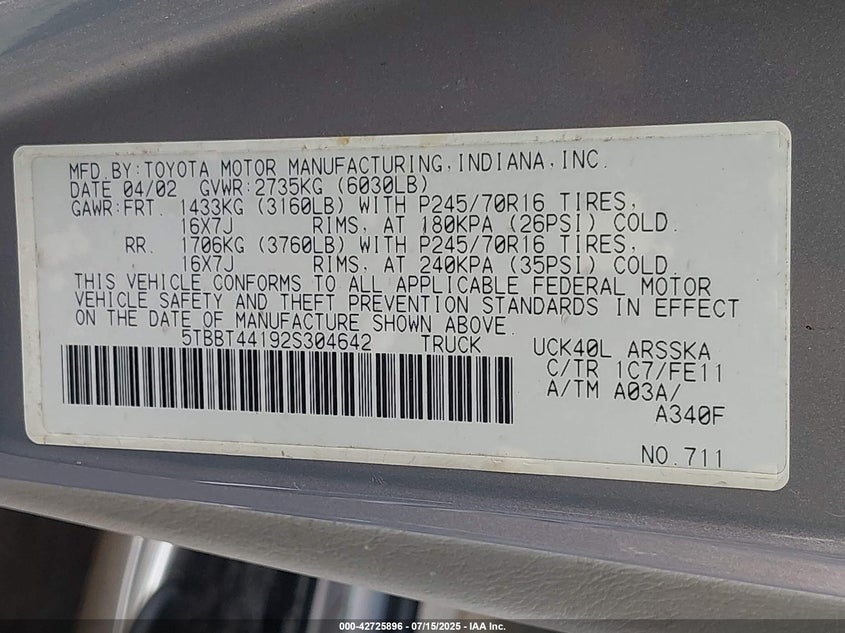 MFD.BY:TOYOTA MOTOR MANUFACTURING,INDIANA,INC.
DATE 04/02 GVWR:2735KG (6030LB)
GAWR:FRT. 1433KG (3160LB) WITH P245/70R16 TIRES,
16X7J RIMS, AT 180KPA (26PSI) COLD.
RR. 1706KG (3760LB) WITH P245/70R16 TIRES,
16X7J RIMS, AT 240KPA (35PSI) COLD.
THIS VEHICLE CONFORMS TO ALL APPLICABLE FEDERAL MOTOR
VEHICLE SAFETY AND THEFT PREVENTION STANDARDS IN EFFECT
ON THE DATE OF MANUFACTURE SHOWN ABOVE.
5TBBT44192S304642 TRUCK UCK40L ARSSKA
C/TR 1C7/FE11
A/TM A03A/
A340F
NO.711
000-42725896 - 07/15/2025 - IAA Inc.